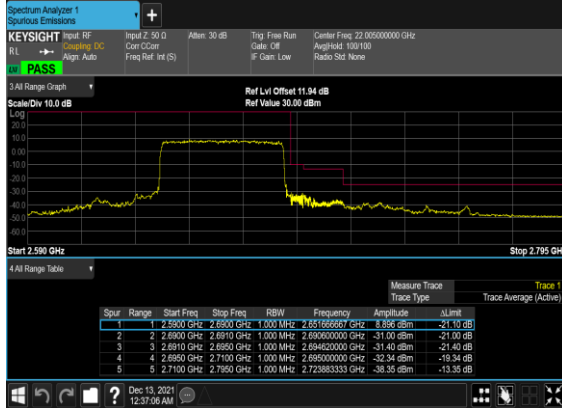 Spectrum Analyzer 1
Spurious Emissions
+
KEYSIGHT Input: RF Input Z: 50 Ω Atten: 30 dB Trig: Free Run Center Freq: 22.005000000 GHz
RL Coupling: DC Corr CCorr Gate: Off Avg|Hold: 100/100
Align: Auto Freq Ref: Int (S) IF Gain: Low Radio Std: None
PASS
3 All Range Graph
Ref Lvl Offset 11.94 dB
Scale/Div 10.0 dB Ref Value 30.00 dBm
Log
20.0
10.0
0.00
-10.0
-20.0
-30.0
-40.0
-50.0
-60.0
Start 2.590 GHz Stop 2.795 GH
4 All Range Table
Measure Trace Trace 1
Trace Type Trace Average (Active)
Spur Range Start Freq Stop Freq RBW Frequency Amplitude ΔLimit
1 1 2.5900 GHz 2.6900 GHz 1.000 MHz 2.651666667 GHz 8.896 dBm -21.10 dB
2 2 2.6900 GHz 2.6910 GHz 1.000 MHz 2.690600000 GHz -31.00 dBm -21.00 dB
3 3 2.6910 GHz 2.6950 GHz 1.000 MHz 2.694620000 GHz -31.40 dBm -21.40 dB
4 4 2.6950 GHz 2.7100 GHz 1.000 MHz 2.695000000 GHz -32.34 dBm -19.34 dB
5 5 2.7100 GHz 2.7950 GHz 1.000 MHz 2.723883333 GHz -38.35 dBm -13.35 dB
?
Dec 13, 2021
12:37:06 AM